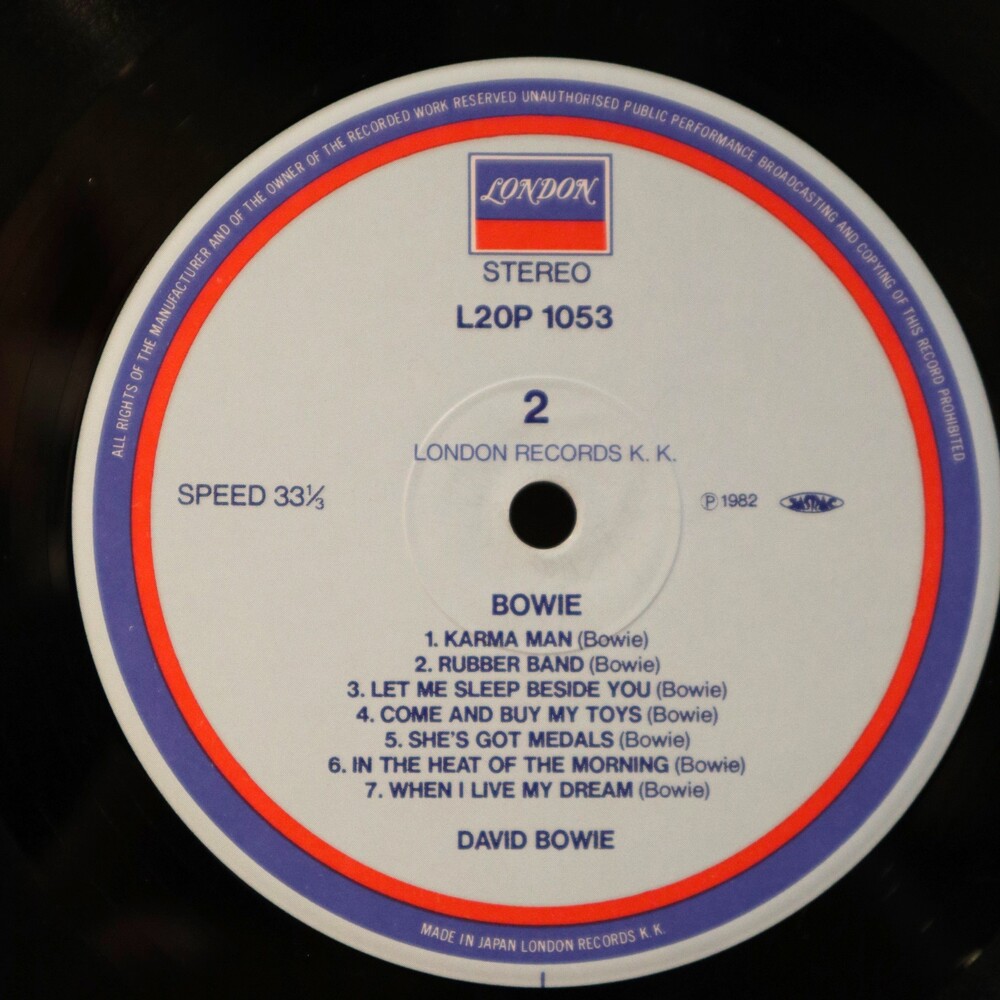 ALL RIGHTS OF THE MANUFACTURER AND OF THE OWNER OF THE RECORDED WORK RESERVED UNAUTHORISED PUBLIC PERFORMANCE BROADCASTING AND COPYING OF THIS RECORD PROHIBITED
LONDON
STEREO
L20P 1053
2
LONDON RECORDS K. K.
SPEED 33⅓
Ⓟ 1982 JASRAC
BOWIE
1. KARMA MAN (Bowie)
2. RUBBER BAND (Bowie)
3. LET ME SLEEP BESIDE YOU (Bowie)
4. COME AND BUY MY TOYS (Bowie)
5. SHE'S GOT MEDALS (Bowie)
6. IN THE HEAT OF THE MORNING (Bowie)
7. WHEN I LIVE MY DREAM (Bowie)
DAVID BOWIE
MADE IN JAPAN LONDON RECORDS K. K.